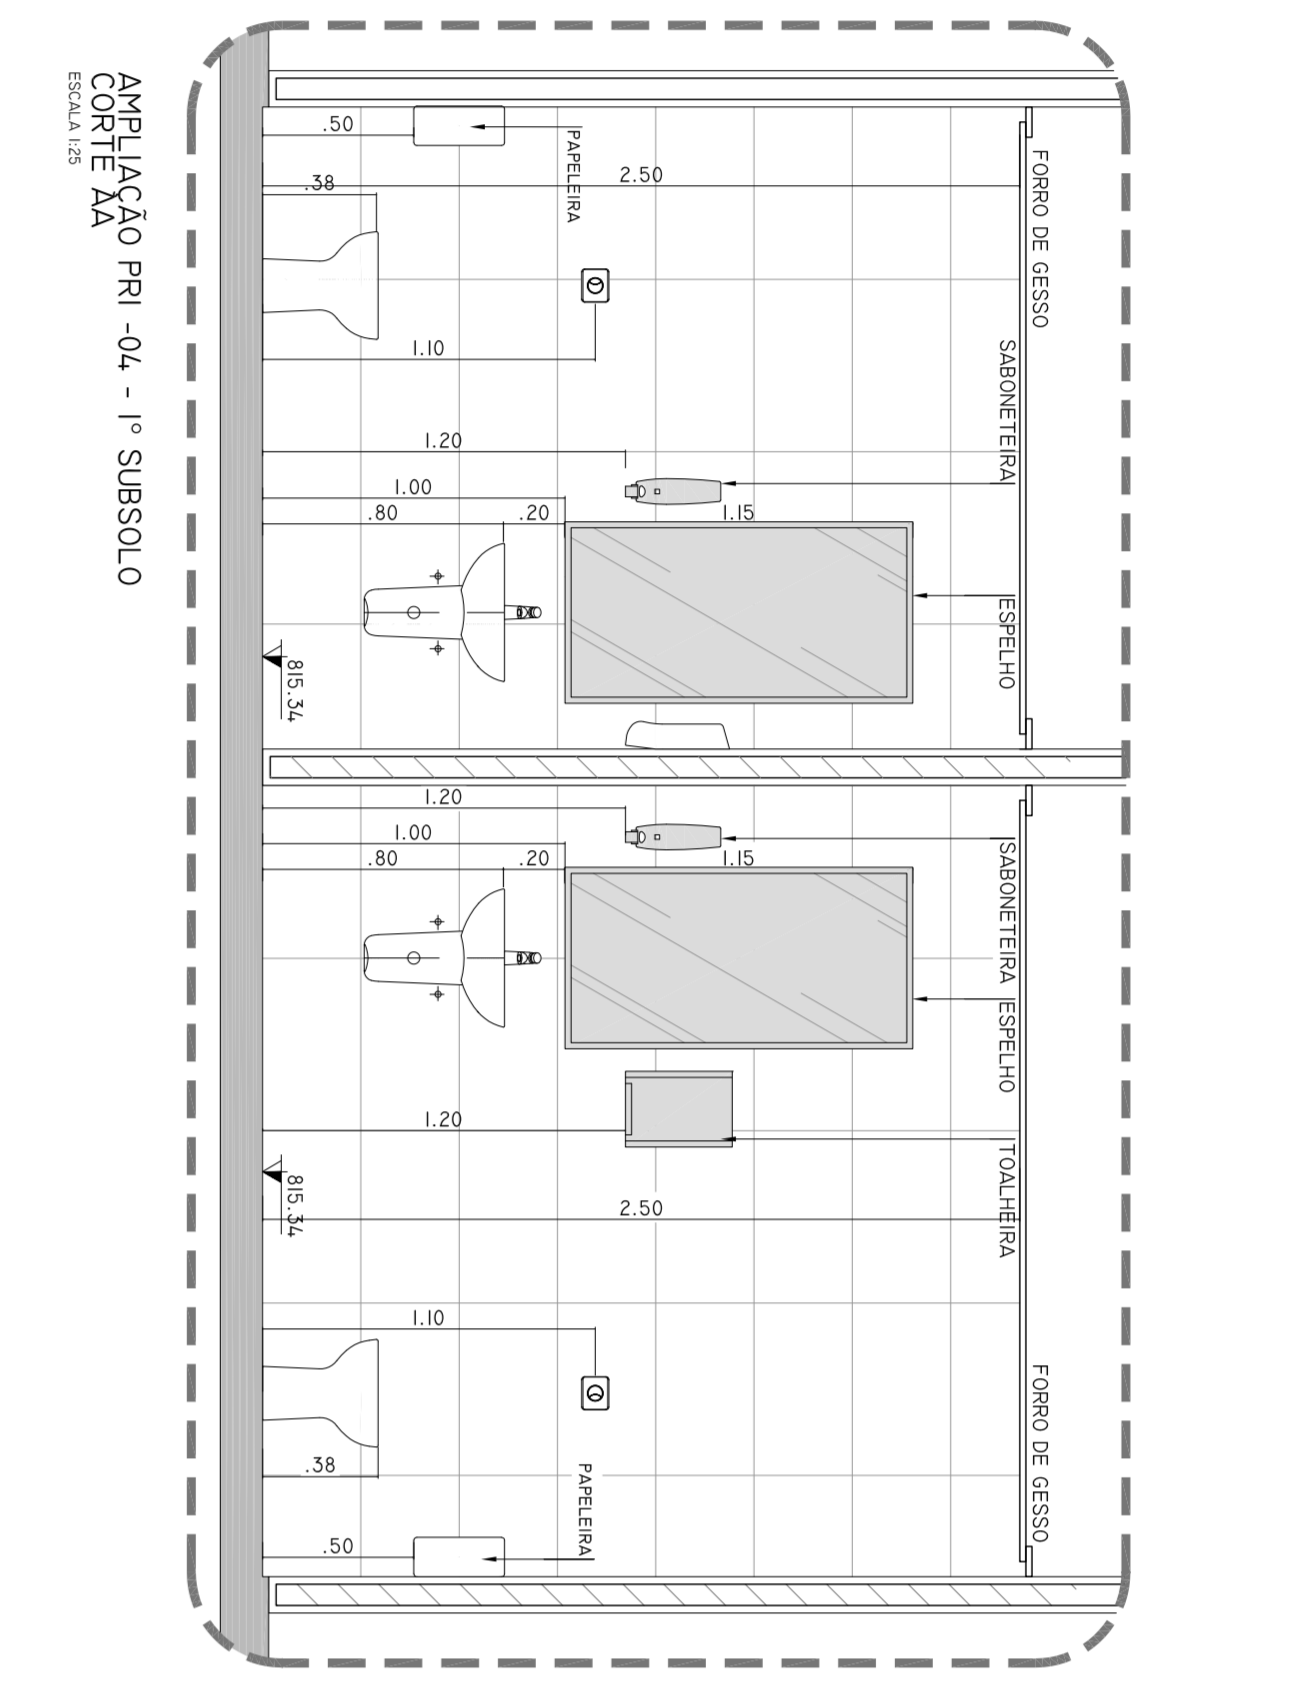 AMPLIAÇÃO PRI -04 - 1° SUBSOLO
CORTE AA
ESCALA 1:25
FORRO DE GESSO
FORRO DE GESSO
SABONETEIRA
ESPELHO
SABONETEIRA
ESPELHO
TOALHEIRA
PAPELEIRA
PAPELEIRA
.50
2.50
.38
1.10
1.20
1.00
1.15
.80
.20
815.34
1.20
1.00
1.15
.80
.20
1.20
815.34
2.50
1.10
.38
.50